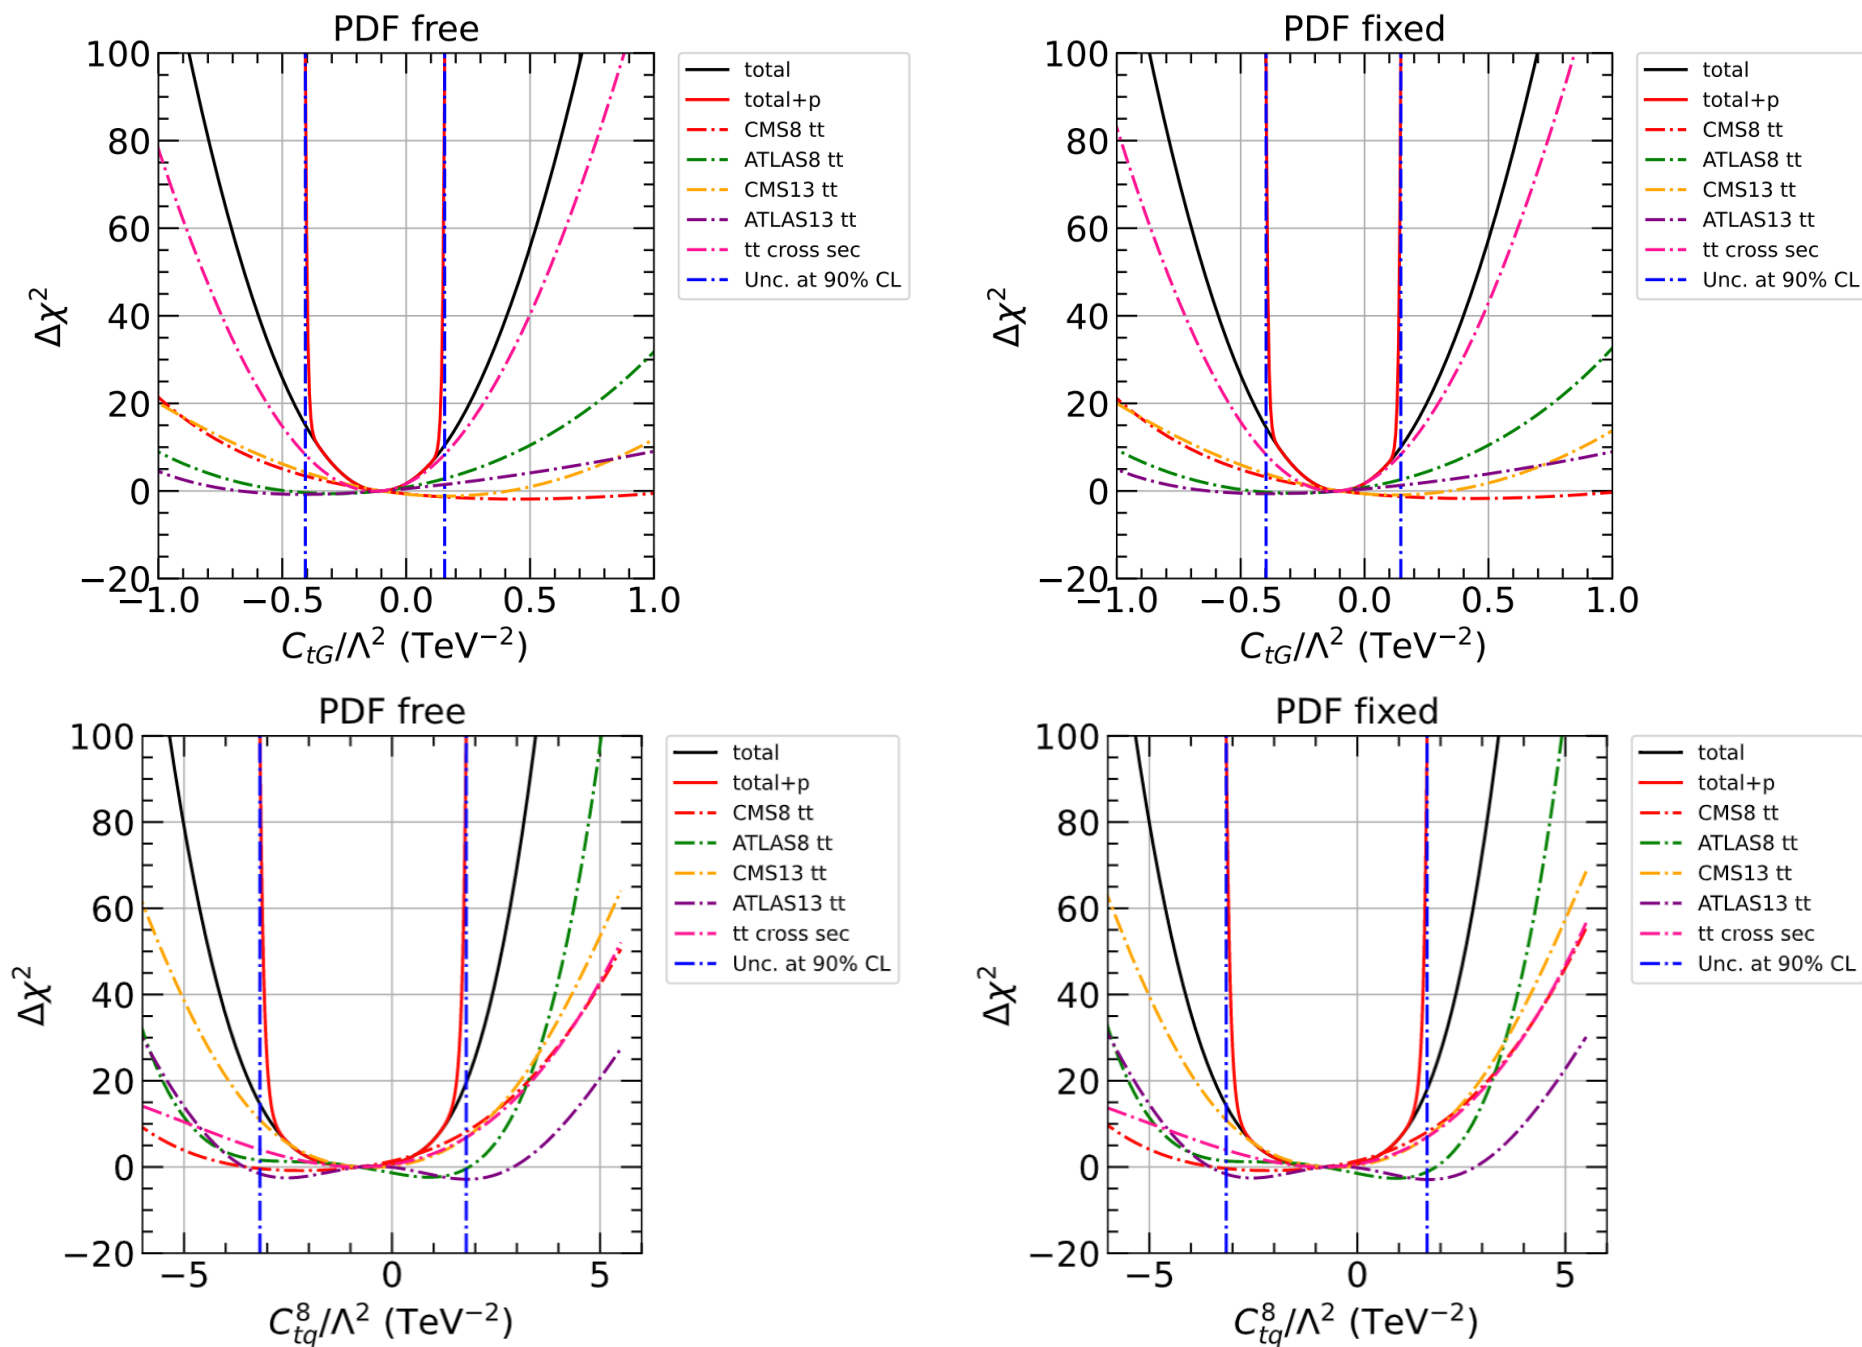 PDF free
100
80
60
40
20
0
−20
Δχ²
−1.0 −0.5 0.0 0.5 1.0
C_tG/Λ² (TeV⁻²)
total
total+p
CMS8 tt
ATLAS8 tt
CMS13 tt
ATLAS13 tt
tt cross sec
Unc. at 90% CL
PDF fixed
100
80
60
40
20
0
−20
Δχ²
−1.0 −0.5 0.0 0.5 1.0
C_tG/Λ² (TeV⁻²)
total
total+p
CMS8 tt
ATLAS8 tt
CMS13 tt
ATLAS13 tt
tt cross sec
Unc. at 90% CL
PDF free
100
80
60
40
20
0
−20
Δχ²
−5 0 5
C⁸_tq/Λ² (TeV⁻²)
total
total+p
CMS8 tt
ATLAS8 tt
CMS13 tt
ATLAS13 tt
tt cross sec
Unc. at 90% CL
PDF fixed
100
80
60
40
20
0
−20
Δχ²
−5 0 5
C⁸_tq/Λ² (TeV⁻²)
total
total+p
CMS8 tt
ATLAS8 tt
CMS13 tt
ATLAS13 tt
tt cross sec
Unc. at 90% CL